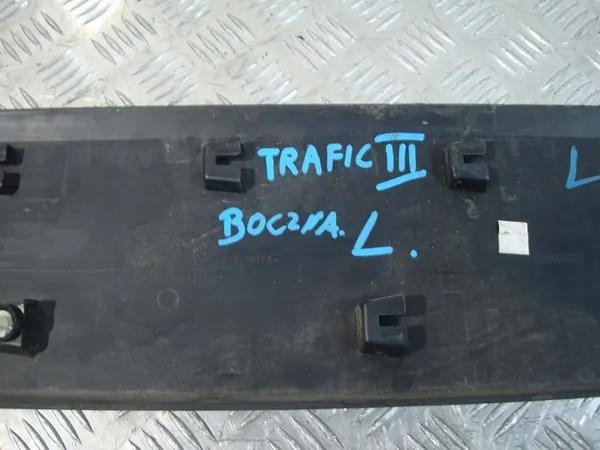 TRAFIC III
L
BOCZNA. L.